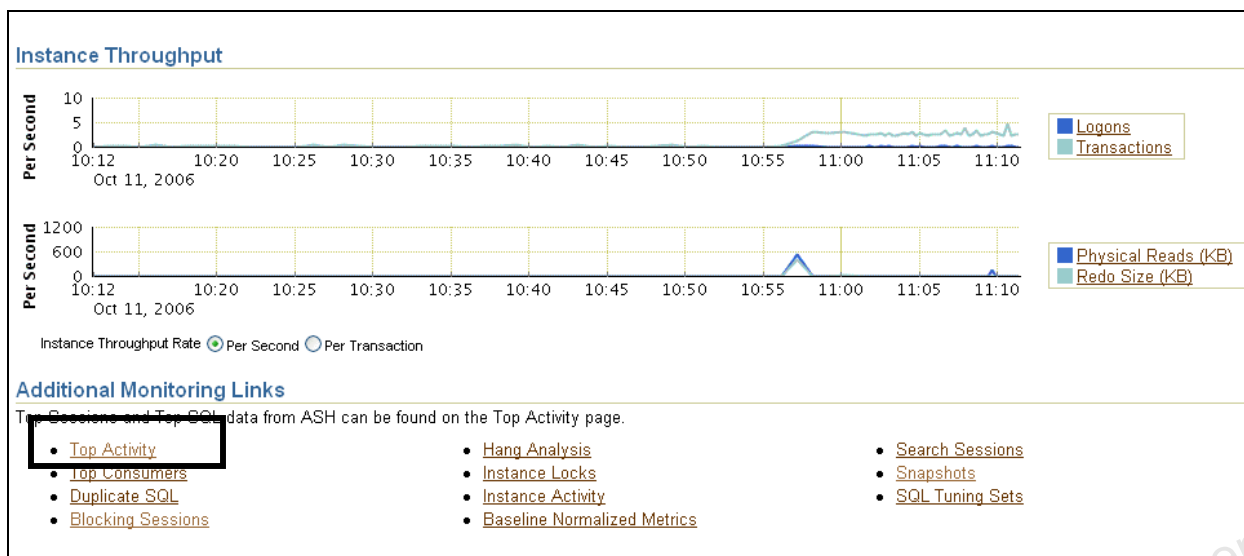 Instance Throughput
Per Second
10
5
0
10:12 10:20 10:25 10:30 10:35 10:40 10:45 10:50 10:55 11:00 11:05 11:10
Oct 11, 2006
Logons
Transactions
Per Second
1200
600
0
10:12 10:20 10:25 10:30 10:35 10:40 10:45 10:50 10:55 11:00 11:05 11:10
Oct 11, 2006
Physical Reads (KB)
Redo Size (KB)
Instance Throughput Rate Per Second Per Transaction
Additional Monitoring Links
Top Sessions and Top SQL data from ASH can be found on the Top Activity page.
Top Activity
Top Consumers
Duplicate SQL
Blocking Sessions
Hang Analysis
Instance Locks
Instance Activity
Baseline Normalized Metrics
Search Sessions
Snapshots
SQL Tuning Sets